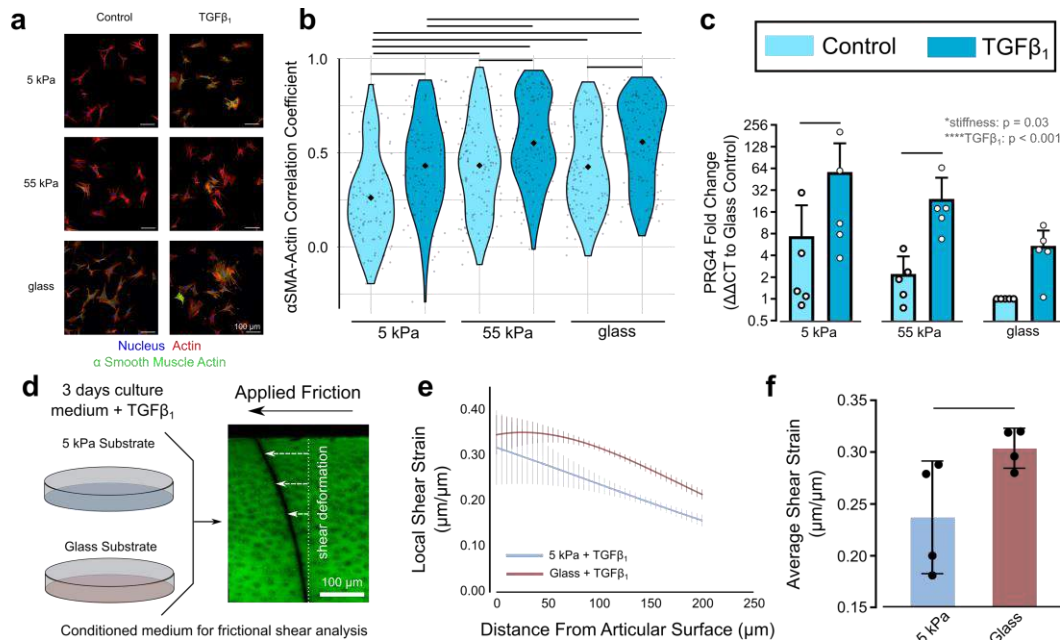 a
Control
TGFβ₁
5 kPa
55 kPa
glass
100 μm
Nucleus Actin
α Smooth Muscle Actin
b
αSMA-Actin Correlation Coefficient
1.0
0.5
0.0
5 kPa
55 kPa
glass
c
Control
TGFβ₁
*stiffness: p = 0.03
****TGFβ₁: p < 0.001
PRG4 Fold Change
(ΔΔCT to Glass Control)
256
128
64
32
16
8
4
2
1
0.5
5 kPa
55 kPa
glass
d
3 days culture
medium + TGFβ₁
5 kPa Substrate
Glass Substrate
Applied Friction
shear deformation
100 μm
Conditioned medium for frictional shear analysis
e
Local Shear Strain
(μm/μm)
0.40
0.30
0.20
0.10
0.00
5 kPa + TGFβ₁
Glass + TGFβ₁
0
50
100
150
200
250
Distance From Articular Surface (μm)
f
Average Shear Strain
(μm/μm)
0.35
0.30
0.25
0.20
0.15
5 kPa
Glass